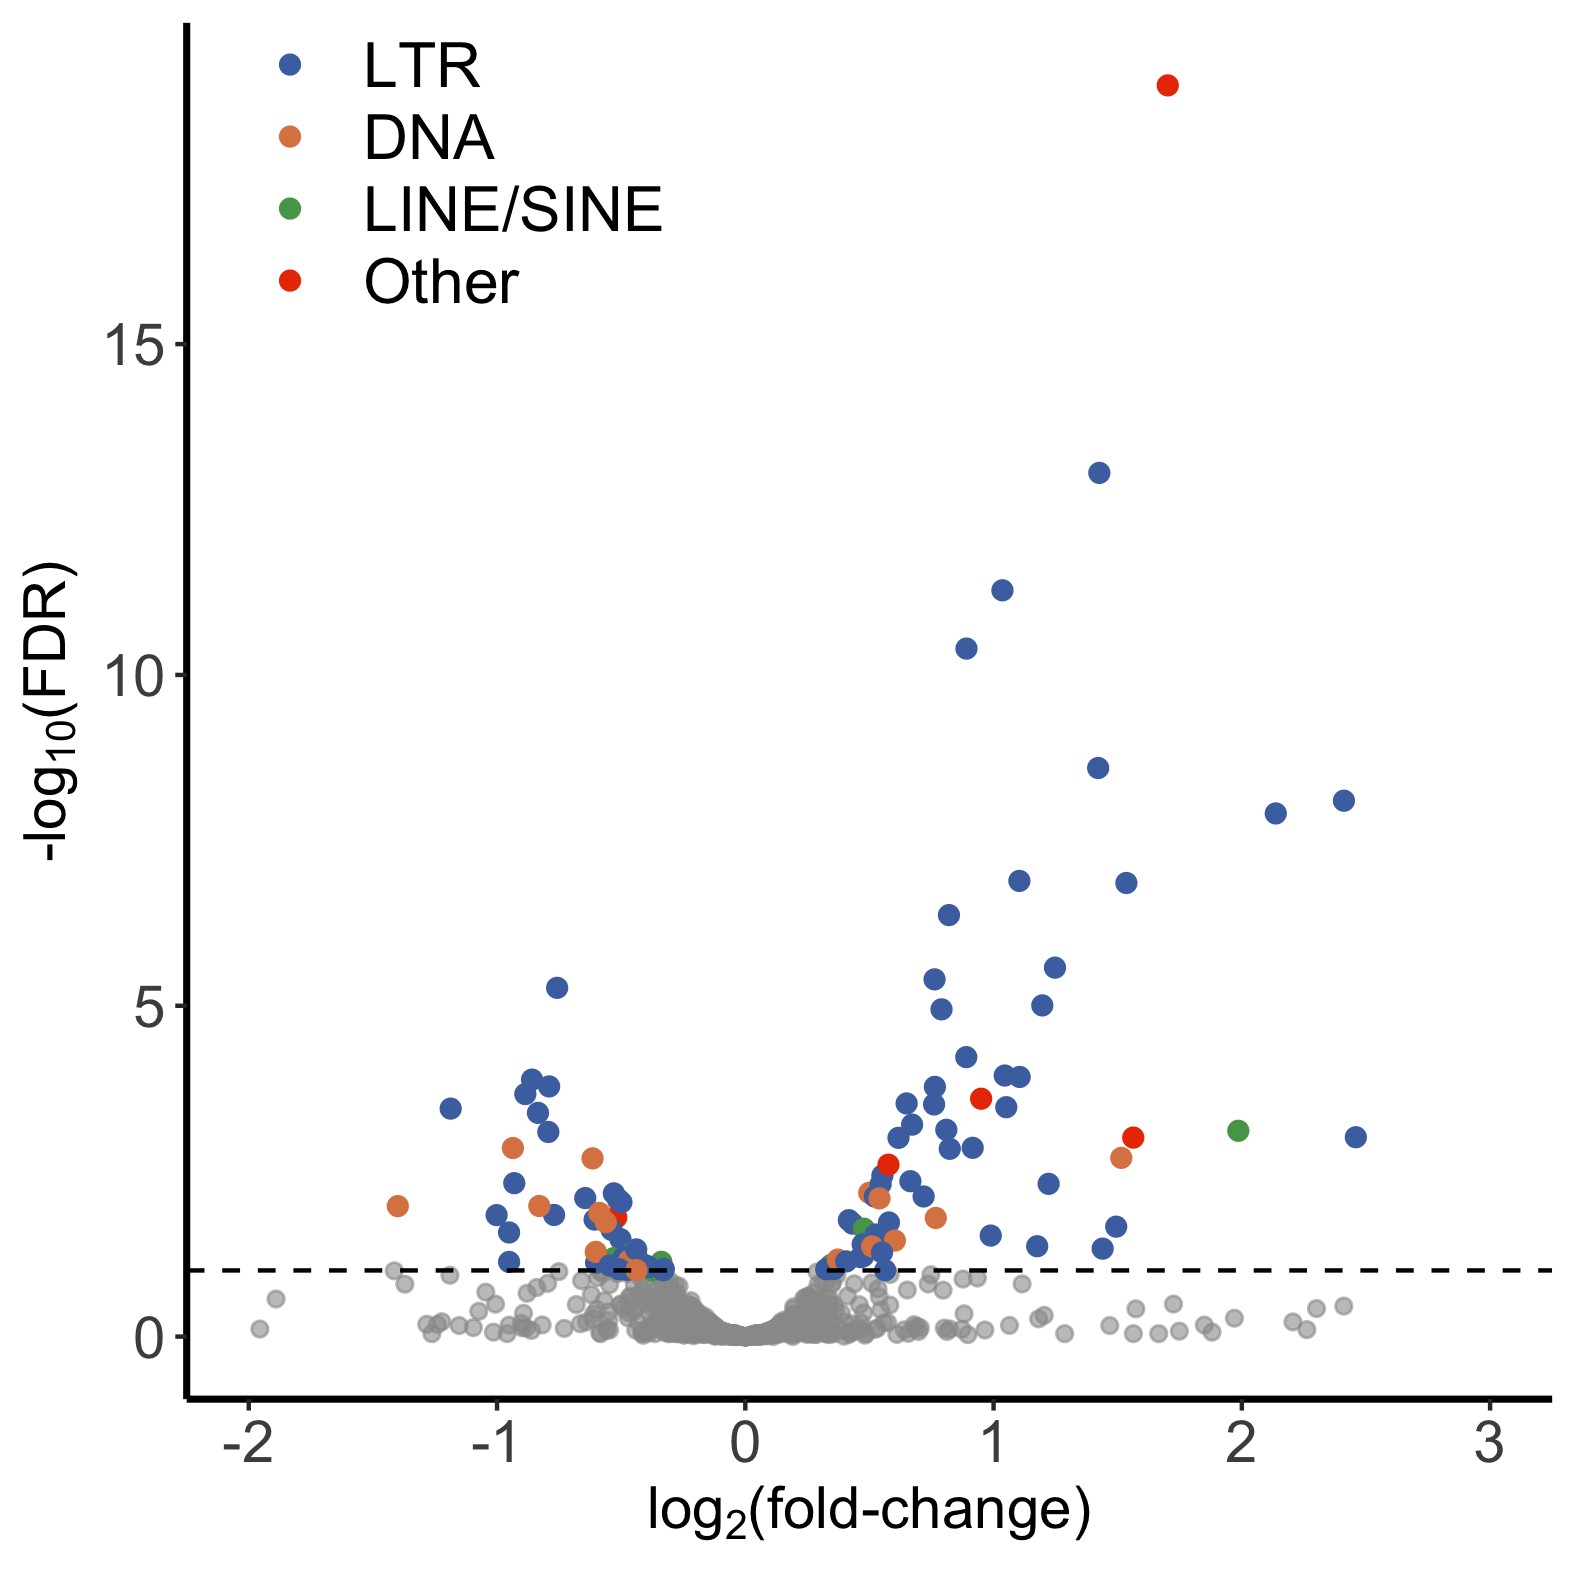 LTR
DNA
LINE/SINE
Other
15
10
5
0
-log₁₀(FDR)
-2 -1 0 1 2 3
log₂(fold-change)